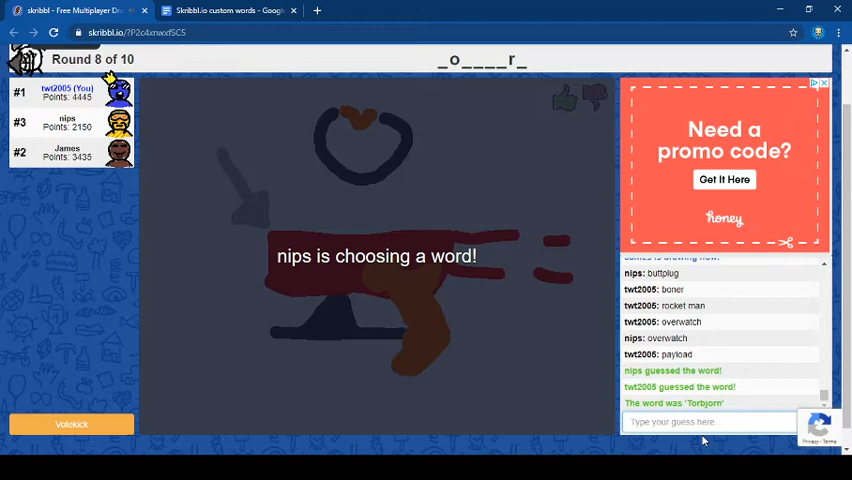 skribbl - Free Multiplayer Dra
Skribbl.io custom words - Googl
skribbl.io/?P2c4xnwxfSC5
Round 8 of 10
_o____r_
#1 twt2005 (You)
Points: 4445
#3 nips
Points: 2150
#2 James
Points: 3435
nips is choosing a word!
Need a
promo code?
Get It Here
honey
James is drawing now!
nips: buttplug
twt2005: boner
twt2005: rocket man
twt2005: overwatch
nips: overwatch
twt2005: payload
nips guessed the word!
twt2005 guessed the word!
The word was 'Torbjorn'
Type your guess here...
Votekick
Privacy - Terms